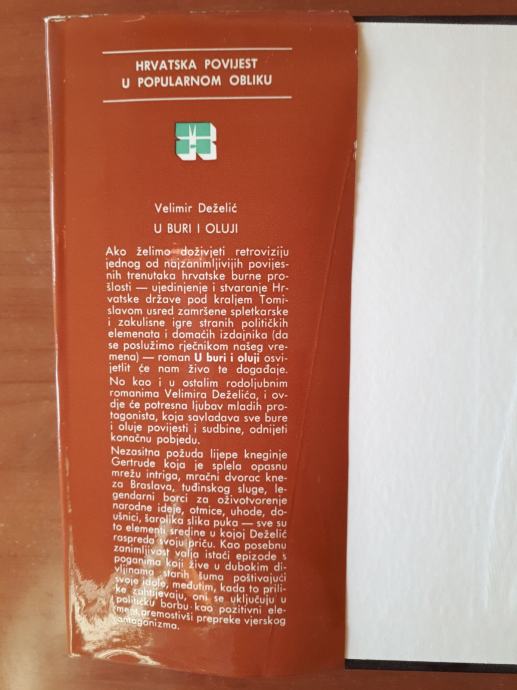 HRVATSKA POVIJEST
U POPULARNOM OBLIKU
Velimir Deželić
U BURI I OLUJI
Ako želimo doživjeti retroviziju
jednog od najzanimljivijih povijes-
nih trenutaka hrvatske burne pro-
šlosti — ujedinjenje i stvaranje Hr-
vatske države pod kraljem Tomi-
slavom usred zamršene spletkarske
i zakulisne igre stranih političkih
elemenata i domaćih izdajnika (da
se poslužimo rječnikom našeg vre-
mena) — roman U buri i oluji osvi-
jetlit će nam živo te događaje.
No kao i u ostalim rodoljubnim
romanima Velimira Deželića, i ov-
dje će potresna ljubav mladih pro-
tagonista, koja savladava sve bure
i oluje povijesti i sudbine, odnijeti
konačnu pobjedu.
Nezasitna požuda lijepe kneginje
Gertrude koja je splela opasnu
mrežu intriga, mračni dvorac kne-
za Braslava, tuđinskog sluge, le-
gendarni borci za oživotvorenje
narodne ideje, otmice, uhode, do-
ušnici, šarolika slika puka — sve su
to elementi sredine u kojoj Deželić
raspreda svoju priču. Kao posebnu
zanimljivost valja istaći epizode s
poganima koji žive u dubokim di-
vljinama starih šuma poštivajući
svoje idole, međutim, kada to prili-
ke zahtijevaju, oni se uključuju u
političku borbu kao pozitivni ele-
ment premostivši prepreke vjerskog
antagonizma.